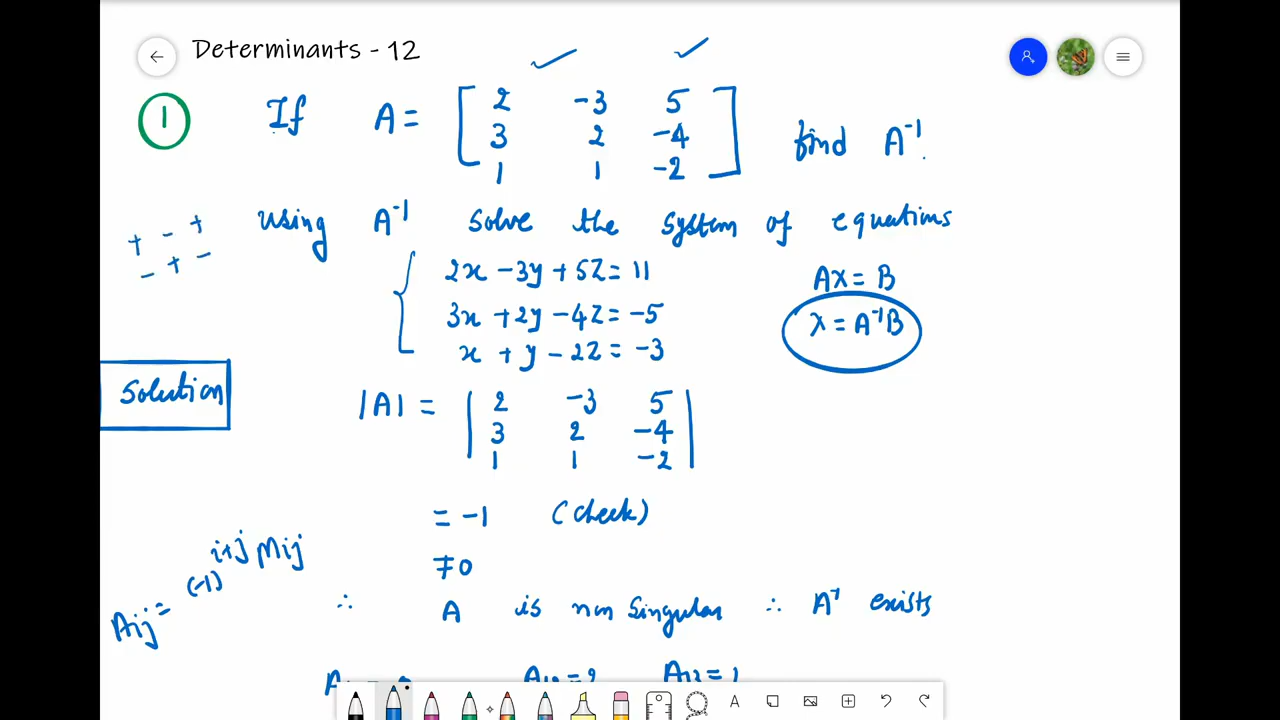 Determinants - 12
1 If A = [ 2 -3 5
3 2 -4
1 1 -2 ] find A⁻¹.
using A⁻¹ solve the system of equations
+ - +
- + -
2x - 3y + 5z = 11
3x + 2y - 4z = -5
x + y - 2z = -3
AX = B
X = A⁻¹B
Solution
|A| = | 2 -3 5
3 2 -4
1 1 -2 |
= -1 (check)
≠0
Aij = (-1)^i+j Mij
∴ A is non singular ∴ A⁻¹ exists
A